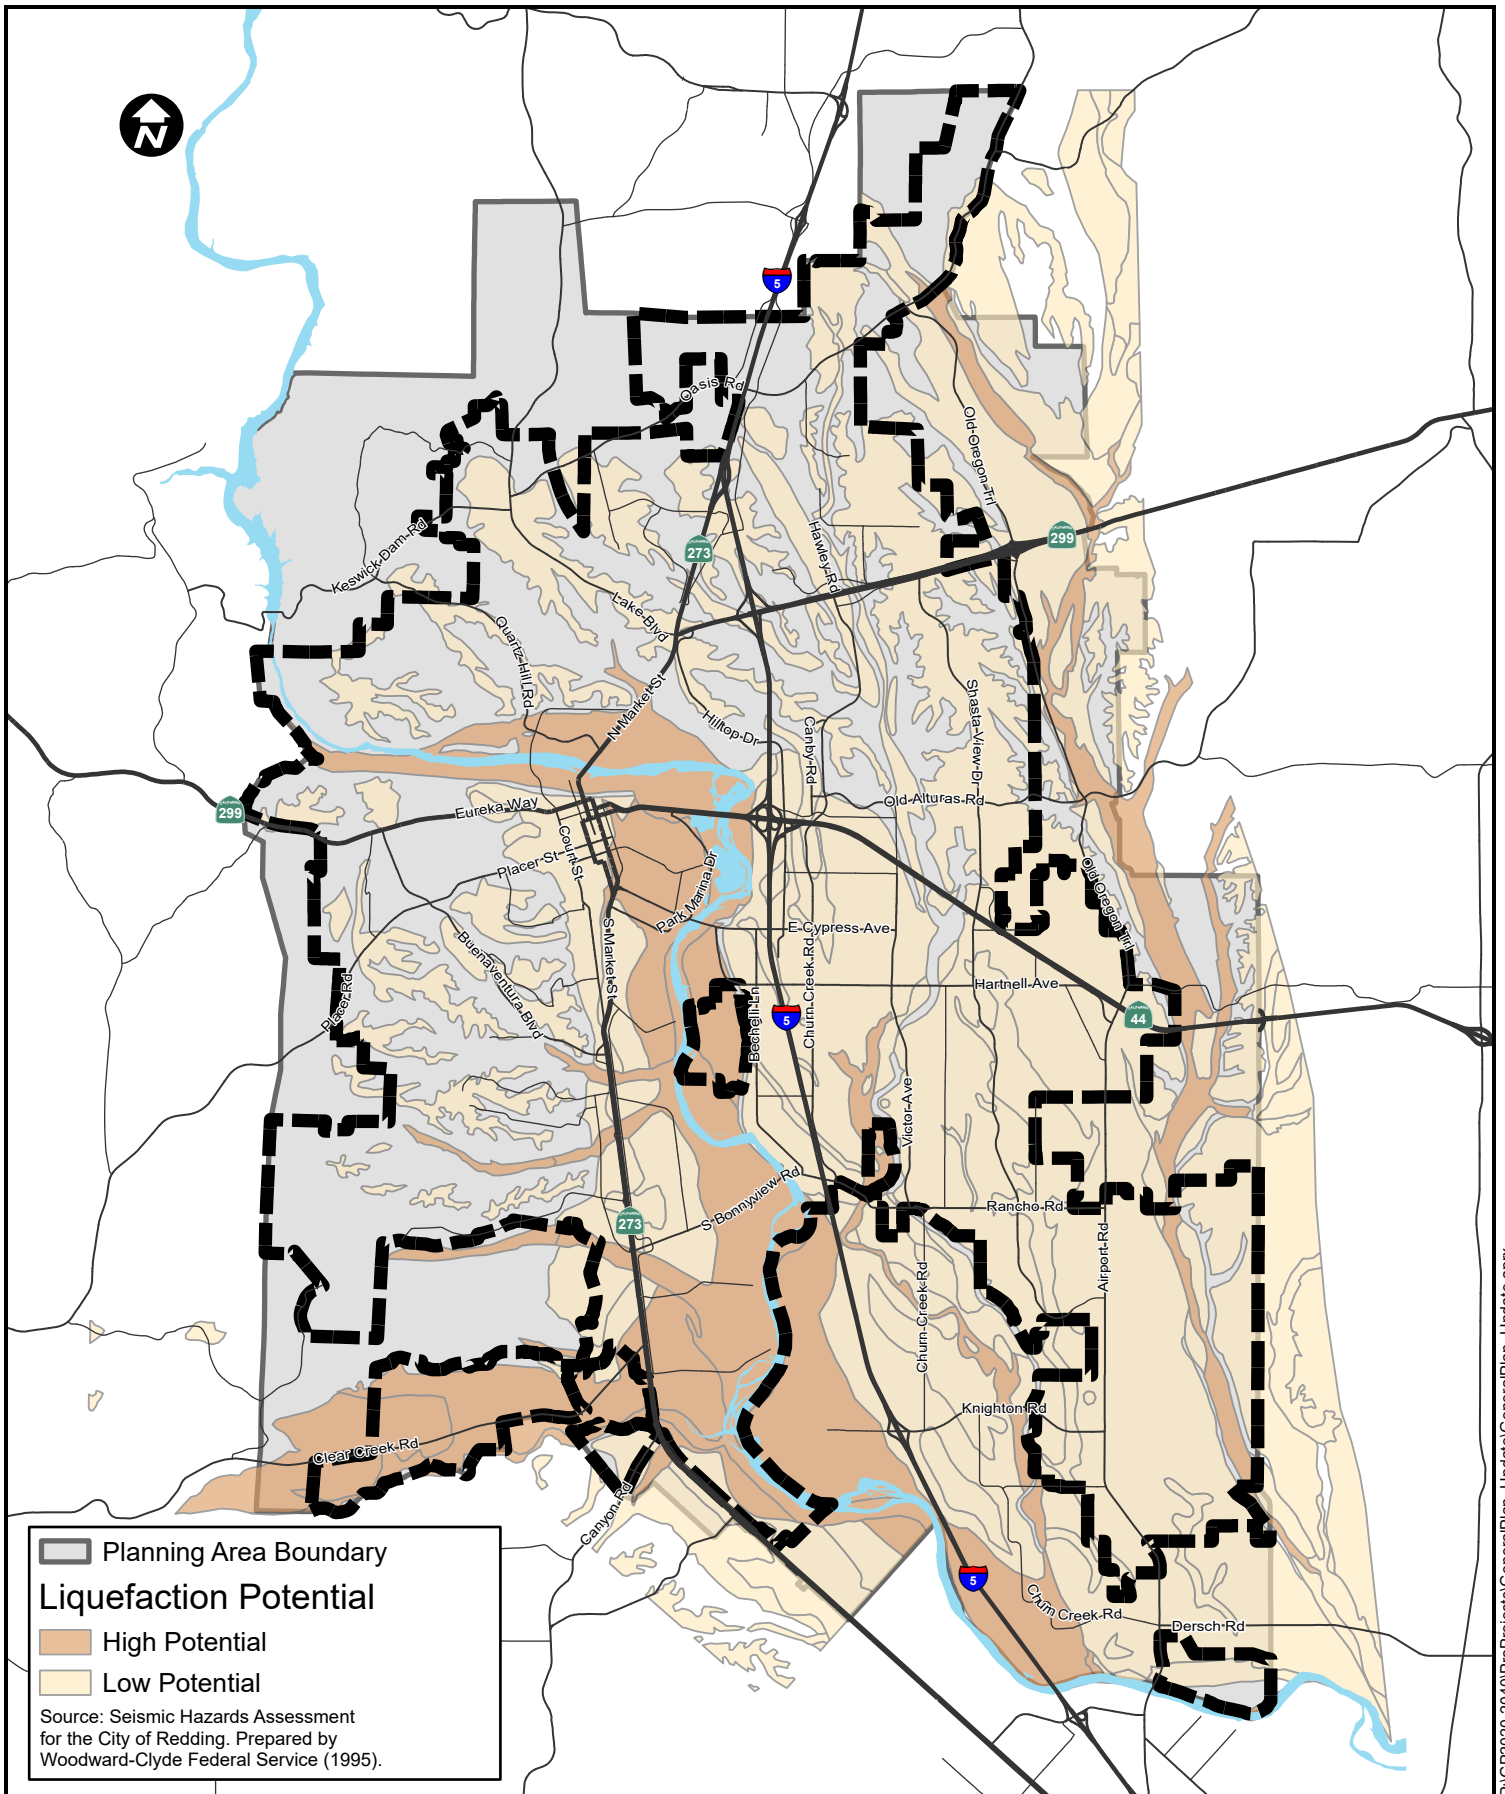 N
5
Oasis Rd
Old Oregon Trl
273
299
Hawley Rd
Keswick Dam Rd
Lake Blvd
Quartz Hill Rd
N Market St
Hilltop Dr
Canby Rd
Shasta View Dr
Old Alturas Rd
299
Eureka Way
Court St
Placer St
Park Marina Dr
Old Oregon Trl
E Cypress Ave
S Market St
Buenaventura Blvd
Placer Rd
Bechelli Ln
Churn Creek Rd
Hartnell Ave
5
44
Victor Ave
S Bonnyview Rd
273
Rancho Rd
Airport Rd
Churn Creek Rd
Knighton Rd
Clear Creek Rd
Canyon Rd
5
Churn Creek Rd
Dersch Rd
Planning Area Boundary
Liquefaction Potential
High Potential
Low Potential
Source: Seismic Hazards Assessment
for the City of Redding. Prepared by
Woodward-Clyde Federal Service (1995).